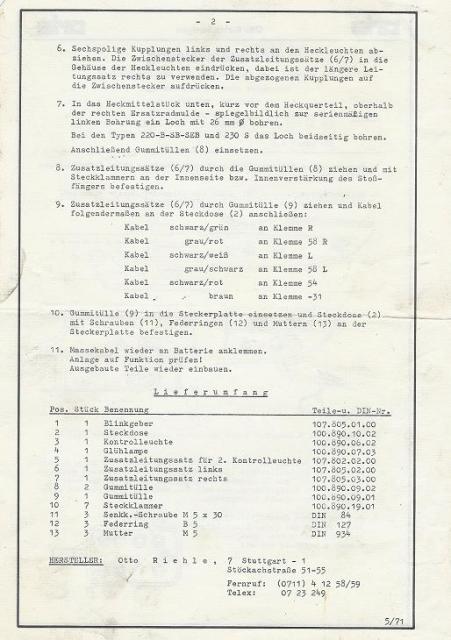 - 2 -
6. Sechspolige Kupplungen links und rechts an den Heckleuchten ab-
ziehen. Die Zwischenstecker der Zusatzleitungssätze (6/7) in die
Gehäuse der Heckleuchten eindrücken, dabei ist der längere Lei-
tungssatz rechts zu verwenden. Die abgezogenen Kupplungen auf
die Zwischenstecker aufdrücken.
7. In das Heckmittelstück unten, kurz vor dem Heckquerteil, oberhalb
der rechten Ersatzradmulde - spiegelbildlich zur serienmäßigen
linken Bohrung ein Loch mit 26 mm Ø bohren.
Bei den Typen 220-B-SB-SEB und 230 S das Loch beidseitig bohren.
Anschließend Gummitüllen (8) einsetzen.
8. Zusatzleitungssätze (6/7) durch die Gummitüllen (8) ziehen und mit
Steckklammern an der Innenseite bzw. Innenverstärkung des Stoß-
fängers befestigen.
9. Zusatzleitungssätze (6/7) durch Gummitülle (9) ziehen und Kabel
folgendermaßen an der Steckdose (2) anschließen:
Kabel schwarz/grün an Klemme R
Kabel grau/rot an Klemme 58 R
Kabel schwarz/weiß an Klemme L
Kabel grau/schwarz an Klemme 58 L
Kabel schwarz/rot an Klemme 54
Kabel braun an Klemme -31
10. Gummitülle (9) in die Steckerplatte einsetzen und Steckdose (2)
mit Schrauben (11), Federringen (12) und Muttern (13) an der
Steckerplatte befestigen.
11. Massekabel wieder an Batterie anklemmen.
Anlage auf Funktion prüfen!
Ausgebaute Teile wieder einbauen.
Lieferumfang
Pos. Stück Benennung Teile-u. DIN-Nr.
1 1 Blinkgeber 107.805.01.00
2 1 Steckdose 100.890.10.02
3 1 Kontrolleuchte 100.890.06.02
4 1 Glühlampe 100.890.07.03
5 1 Zusatzleitungssatz für 2. Kontrolleuchte 107.802.02.00
6 1 Zusatzleitungssatz links 107.805.02.00
7 1 Zusatzleitungssatz rechts 107.805.03.00
8 2 Gummitülle 100.890.09.02
9 1 Gummitülle 100.890.09.01
10 7 Steckklammer 100.890.19.01
11 3 Senkk.-Schraube M 5 x 30 DIN 84
12 3 Federring B 5 DIN 127
13 3 Mutter M 5 DIN 934
HERSTELLER: Otto Riehle, 7 Stuttgart - 1
Stöckachstraße 51-55
Fernruf: (0711) 4 12 58/59
Telex: 07 23 249
5/71